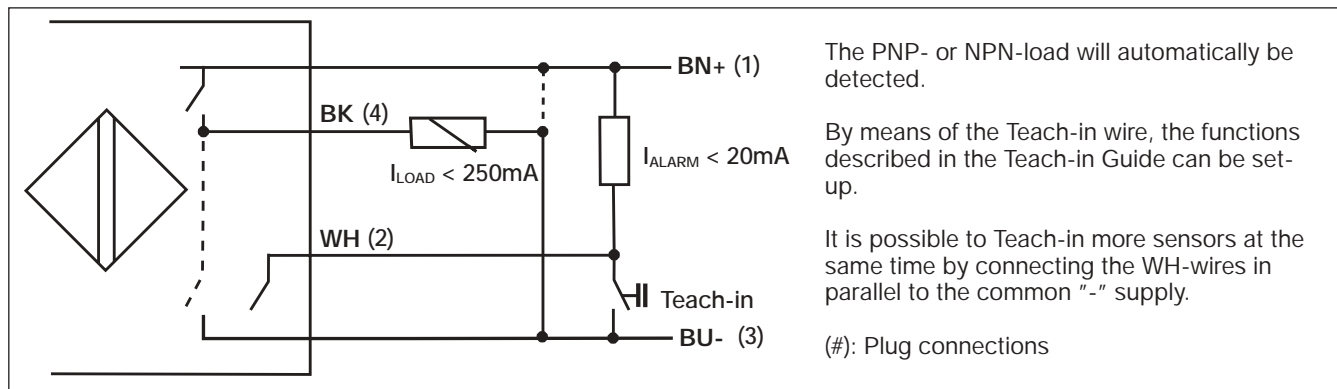 BN+ (1)
BK (4)
I_LOAD < 250mA
I_ALARM < 20mA
WH (2)
Teach-in
BU- (3)
The PNP- or NPN-load will automatically be
detected.
By means of the Teach-in wire, the functions
described in the Teach-in Guide can be set-
up.
It is possible to Teach-in more sensors at the
same time by connecting the WH-wires in
parallel to the common "-" supply.
(#): Plug connections